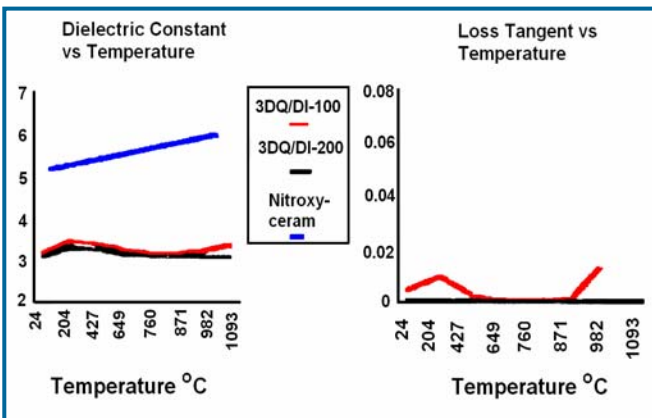 Dielectric Constant
vs Temperature
7
6
5
4
3
2
24
204
427
649
760
871
982
1093
Temperature °C
3DQ/DI-100
3DQ/DI-200
Nitroxy-
ceram
Loss Tangent vs
Temperature
0.08
0.06
0.04
0.02
0
24
204
427
649
760
871
982
1093
Temperature °C